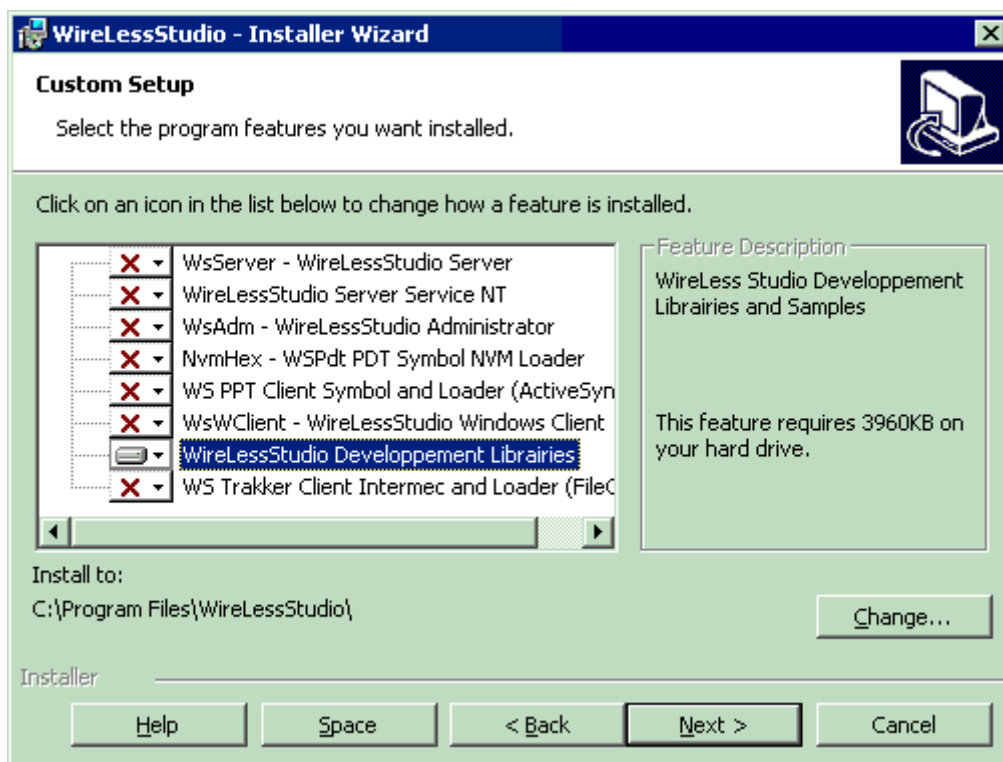 WireLessStudio - Installer Wizard
Custom Setup
Select the program features you want installed.
Click on an icon in the list below to change how a feature is installed.
WsServer - WireLessStudio Server
WireLessStudio Server Service NT
WsAdm - WireLessStudio Administrator
NvmHex - WSPdt PDT Symbol NVM Loader
WS PPT Client Symbol and Loader (ActiveSyn
WsWClient - WireLessStudio Windows Client
WireLessStudio Developpement Librairies
WS Trakker Client Intermec and Loader (FileC
Feature Description
WireLess Studio Developpement
Librairies and Samples
This feature requires 3960KB on
your hard drive.
Install to:
C:\Program Files\WireLessStudio\
Change...
Installer
Help
Space
< Back
Next >
Cancel